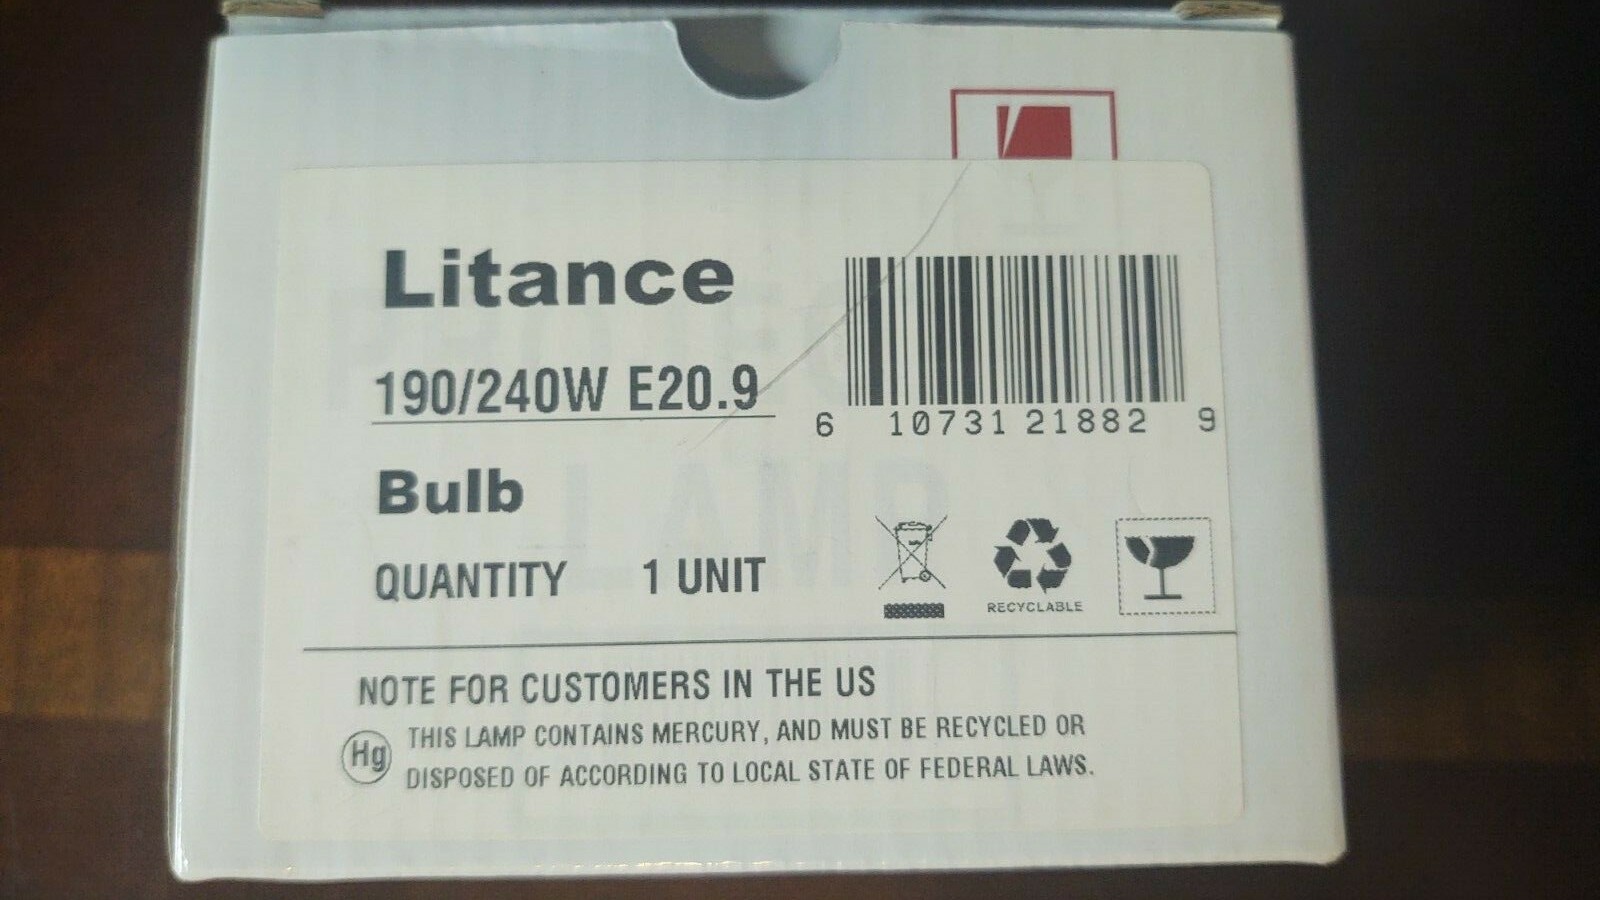 Litance
190/240W E20.9
Bulb
QUANTITY 1 UNIT
6 10731 21882 9
RECYCLABLE
NOTE FOR CUSTOMERS IN THE US
Hg
THIS LAMP CONTAINS MERCURY, AND MUST BE RECYCLED OR
DISPOSED OF ACCORDING TO LOCAL STATE OF FEDERAL LAWS.